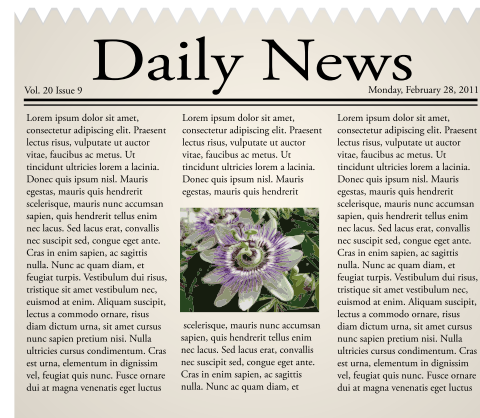 Daily News
Vol. 20 Issue 9
Monday, February 28, 2011
Lorem ipsum dolor sit amet,
consectetur adipiscing elit. Praesent
lectus risus, vulputate ut auctor
vitae, faucibus ac metus. Ut
tincidunt ultricies lorem a lacinia.
Donec quis ipsum nisl. Mauris
egestas, mauris quis hendrerit
scelerisque, mauris nunc accumsan
sapien, quis hendrerit tellus enim
nec lacus. Sed lacus erat, convallis
nec suscipit sed, congue eget ante.
Cras in enim sapien, ac sagittis
nulla. Nunc ac quam diam, et
feugiat turpis. Vestibulum dui risus,
tristique sit amet vestibulum nec,
euismod at enim. Aliquam suscipit,
lectus a commodo ornare, risus
diam dictum urna, sit amet cursus
nunc sapien pretium nisi. Nulla
ultricies cursus condimentum. Cras
est urna, elementum in dignissim
vel, feugiat quis nunc. Fusce ornare
dui at magna venenatis eget luctus
Lorem ipsum dolor sit amet,
consectetur adipiscing elit. Praesent
lectus risus, vulputate ut auctor
vitae, faucibus ac metus. Ut
tincidunt ultricies lorem a lacinia.
Donec quis ipsum nisl. Mauris
egestas, mauris quis hendrerit
scelerisque, mauris nunc accumsan
sapien, quis hendrerit tellus enim
nec lacus. Sed lacus erat, convallis
nec suscipit sed, congue eget ante.
Cras in enim sapien, ac sagittis
nulla. Nunc ac quam diam, et
Lorem ipsum dolor sit amet,
consectetur adipiscing elit. Praesent
lectus risus, vulputate ut auctor
vitae, faucibus ac metus. Ut
tincidunt ultricies lorem a lacinia.
Donec quis ipsum nisl. Mauris
egestas, mauris quis hendrerit
scelerisque, mauris nunc accumsan
sapien, quis hendrerit tellus enim
nec lacus. Sed lacus erat, convallis
nec suscipit sed, congue eget ante.
Cras in enim sapien, ac sagittis
nulla. Nunc ac quam diam, et
feugiat turpis. Vestibulum dui risus,
tristique sit amet vestibulum nec,
euismod at enim. Aliquam suscipit,
lectus a commodo ornare, risus
diam dictum urna, sit amet cursus
nunc sapien pretium nisi. Nulla
ultricies cursus condimentum. Cras
est urna, elementum in dignissim
vel, feugiat quis nunc. Fusce ornare
dui at magna venenatis eget luctus